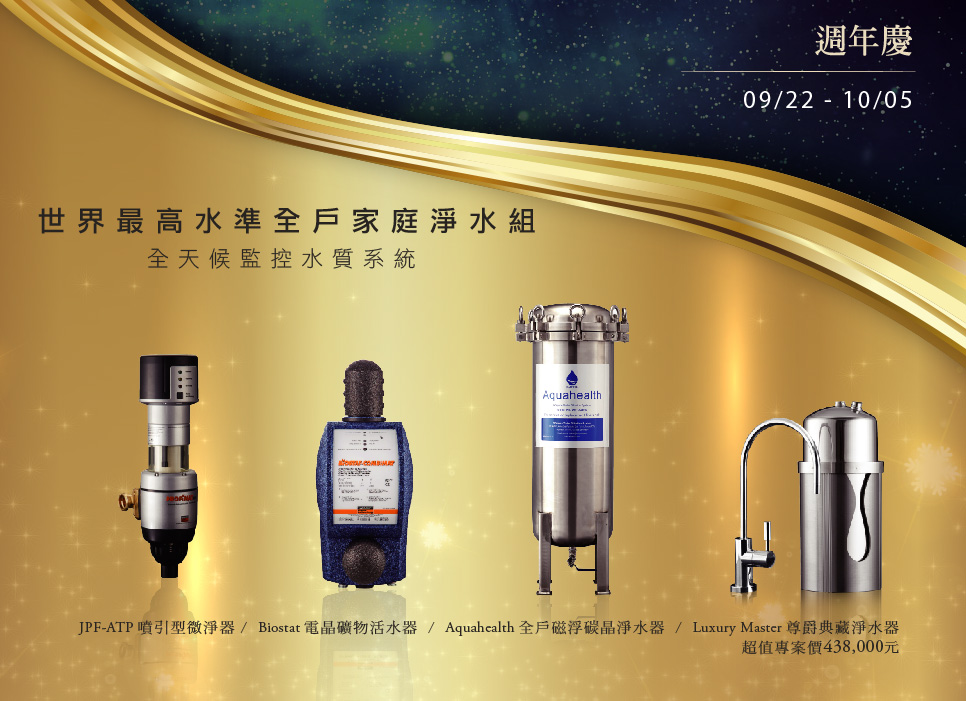 週年慶
09/22 - 10/05
世界最高水準全戶家庭淨水組
全天候監控水質系統
Aquahealth
JPF-ATP 噴引型微淨器 / Biostat 電晶礦物活水器 / Aquahealth 全戶磁浮碳晶淨水器 / Luxury Master 尊爵典藏淨水器
超值專案價438,000元